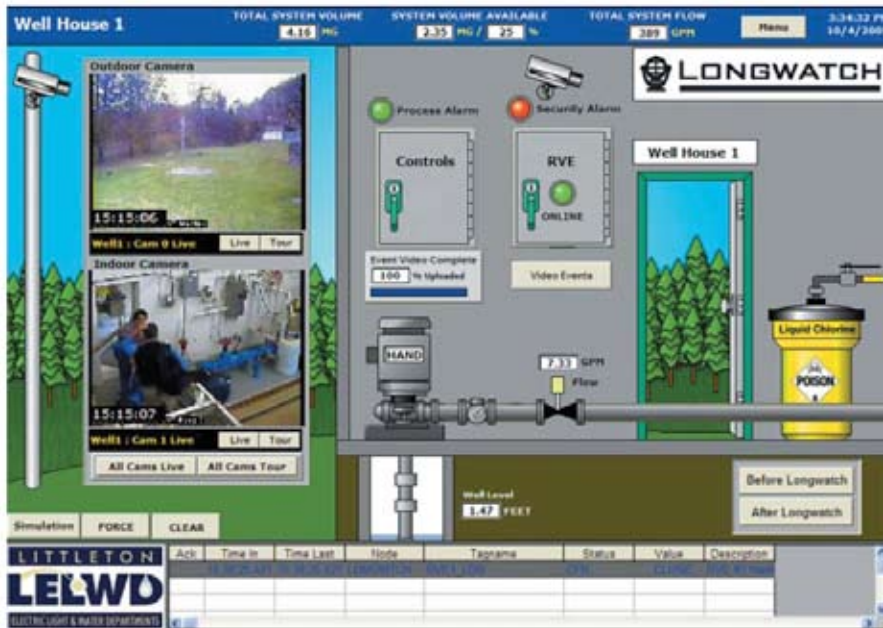 Well House 1
TOTAL SYSTEM VOLUME
4.16 MG
SYSTEM VOLUME AVAILABLE
2.35 MG / 25 %
TOTAL SYSTEM FLOW
389 GPM
Menu
3:34:32 PM
10/4/200
Outdoor Camera
15:15:06
Well1 : Cam 0 Live
Live Tour
Indoor Camera
15:15:07
Well1 : Cam 1 Live
Live Tour
All Cams Live All Cams Tour
Process Alarm
Security Alarm
LONGWATCH
Controls
RVE
ONLINE
Event Video Complete
100 % Uploaded
Video Events
Well House 1
HAND
7.33 GPM
Flow
Liquid Chlorine
POISON
Well Level
1.47 FEET
Before Longwatch
After Longwatch
Simulation FORCE CLEAR
LITTLETON
LELWD
ELECTRIC LIGHT & WATER DEPARTMENTS
Ack Time In Time Last Node Tagname Status Value Description
LONGWATCH